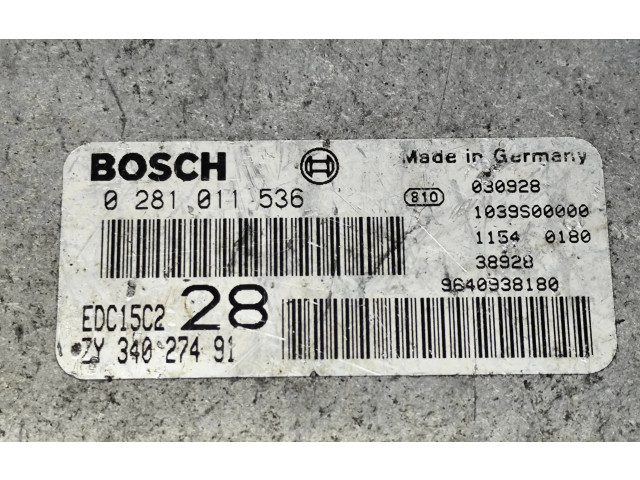 BOSCH
Made in Germany
0 281 011 536
810
030928
1039S00000
1154 0180
38928
9640938180
EDC15C2 28
ZY 340 274 91